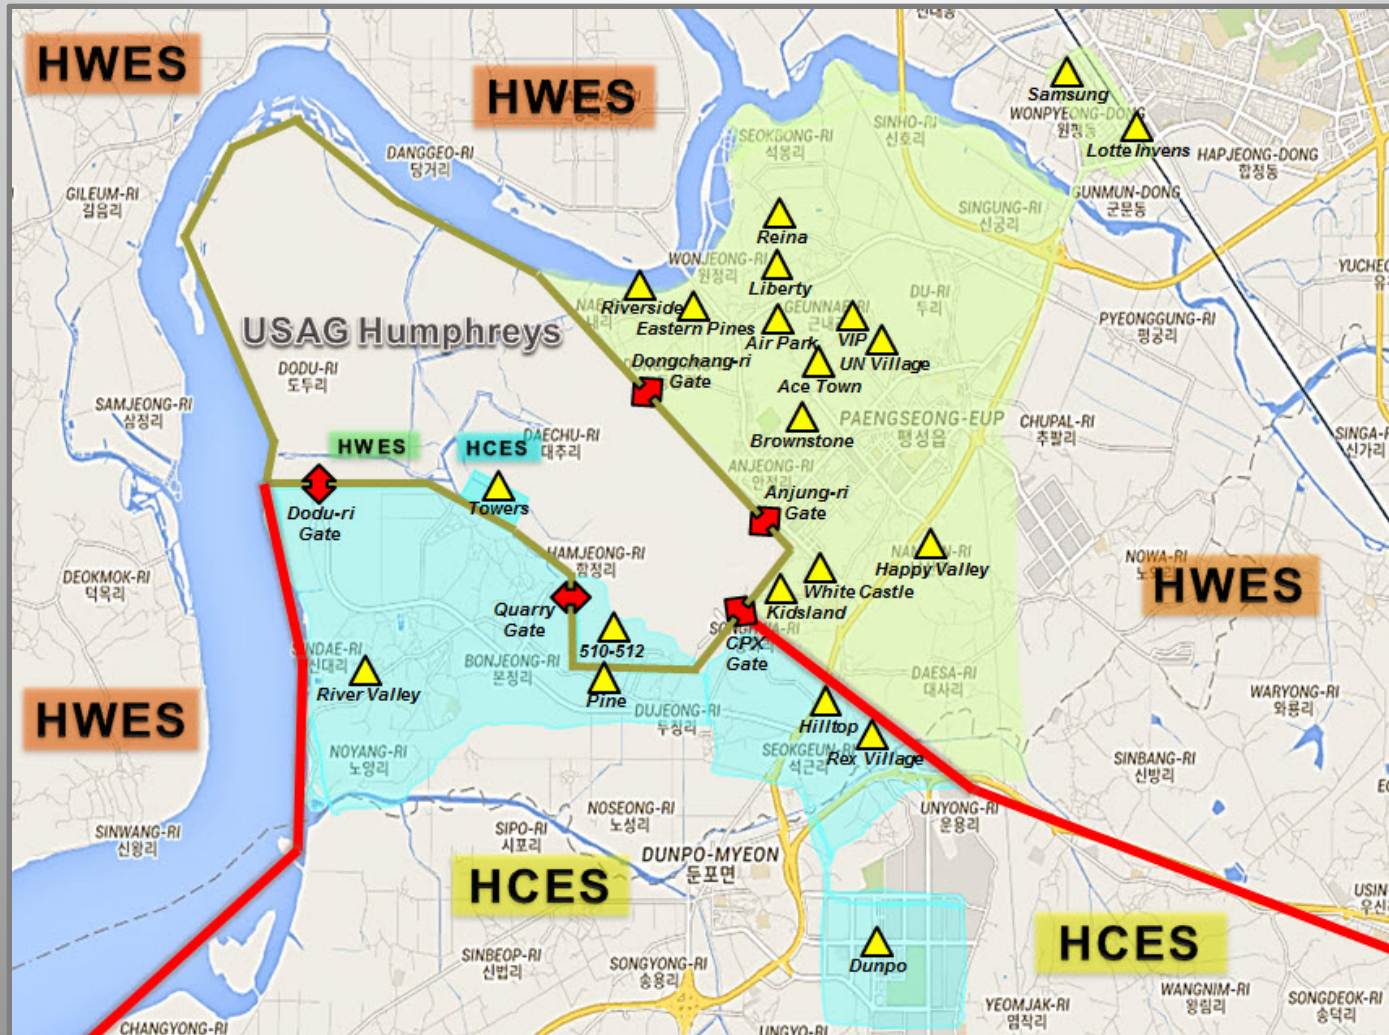 HWES
HWES
Samsung
WONPYEONG-DONG
원평동
Lotte Invens
HAPJEONG-DONG
합정동
SEOKBONG-RI
석봉리
SINHO-RI
신호리
DANGGEO-RI
당거리
GILEUM-RI
길음리
GUNMUN-DONG
군문동
SINGUNG-RI
신궁리
Reina
WONJEONG-RI
원정리
Liberty
Riverside
Eastern Pines
GEUNNAE-RI
근내리
DU-RI
두리
Air Park
VIP
UN Village
PYEONGGUNG-RI
평궁리
USAG Humphreys
DODU-RI
도두리
Dongchang-ri
Gate
Ace Town
SAMJEONG-RI
삼정리
Brownstone
PAENGSEONG-EUP
팽성읍
CHUPAL-RI
추팔리
HWES
HCES
DAECHU-RI
대추리
ANJEONG-RI
안정리
Towers
Dodu-ri
Gate
Anjung-ri
Gate
HAMJEONG-RI
함정리
DEOKMOK-RI
덕목리
Happy Valley
NOWA-RI
HWES
White Castle
Kidsland
Quarry
Gate
510-512
CPX
Gate
River Valley
BONJEONG-RI
본정리
Pine
DUJEONG-RI
두정리
DAESA-RI
대사리
WARYONG-RI
와룡리
HWES
Hilltop
SEOKGEUN-RI
석근리
Rex Village
NOYANG-RI
노양리
SINBANG-RI
신방리
SINWANG-RI
신왕리
SIPO-RI
시포리
NOSEONG-RI
노성리
UNYONG-RI
운용리
DUNPO-MYEON
둔포면
HCES
HCES
SINBEOP-RI
신법리
SONGYONG-RI
송용리
Dunpo
YEOMJAK-RI
염작리
WANGNIM-RI
왕림리
SONGDEOK-RI
송덕리
CHANGYONG-RI